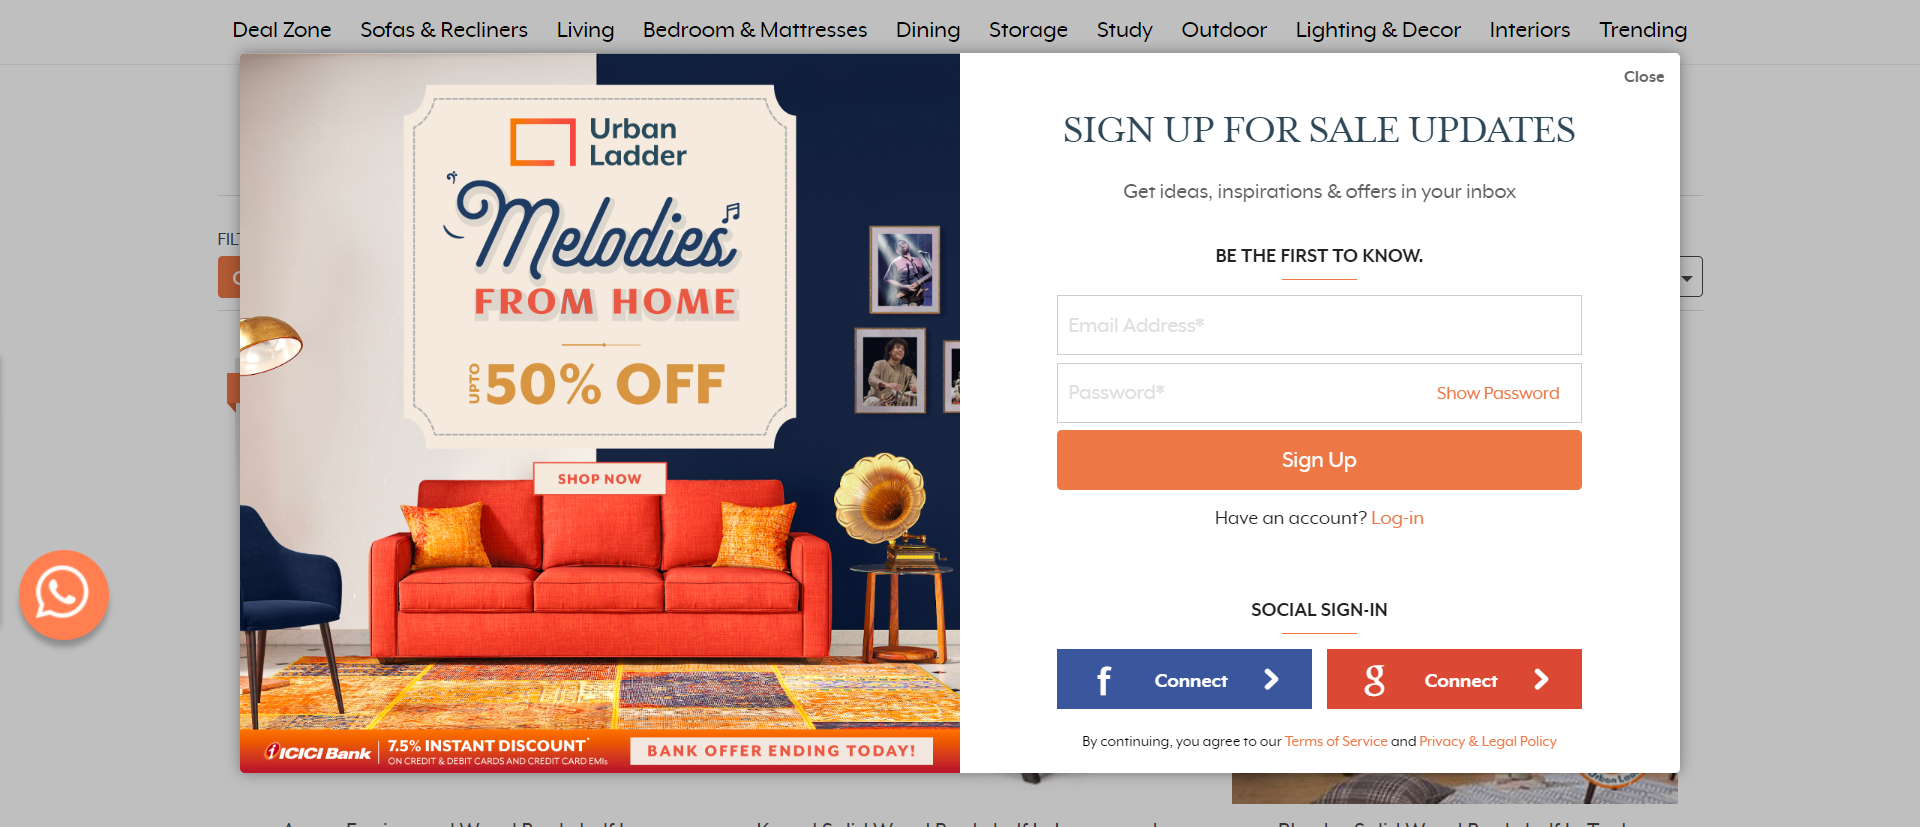 Deal Zone Sofas & Recliners Living Bedroom & Mattresses Dining Storage Study Outdoor Lighting & Decor Interiors Trending
Close
Urban
Ladder
Melodies
FROM HOME
UPTO 50% OFF
SHOP NOW
ICICI Bank
7.5% INSTANT DISCOUNT*
ON CREDIT & DEBIT CARDS AND CREDIT CARD EMIs
BANK OFFER ENDING TODAY!
SIGN UP FOR SALE UPDATES
Get ideas, inspirations & offers in your inbox
BE THE FIRST TO KNOW.
Email Address*
Password* Show Password
Sign Up
Have an account? Log-in
SOCIAL SIGN-IN
f Connect
g Connect
By continuing, you agree to our Terms of Service and Privacy & Legal Policy